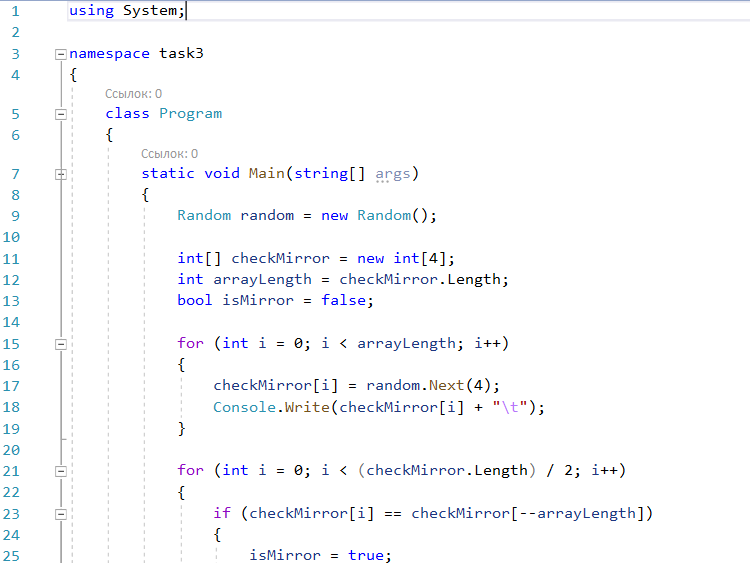 1 using System;
2
3 namespace task3
4 {
Ссылок: 0
5 class Program
6 {
Ссылок: 0
7 static void Main(string[] args)
8 {
9 Random random = new Random();
10
11 int[] checkMirror = new int[4];
12 int arrayLength = checkMirror.Length;
13 bool isMirror = false;
14
15 for (int i = 0; i < arrayLength; i++)
16 {
17 checkMirror[i] = random.Next(4);
18 Console.Write(checkMirror[i] + "\t");
19 }
20
21 for (int i = 0; i < (checkMirror.Length) / 2; i++)
22 {
23 if (checkMirror[i] == checkMirror[--arrayLength])
24 {
25 isMirror = true;